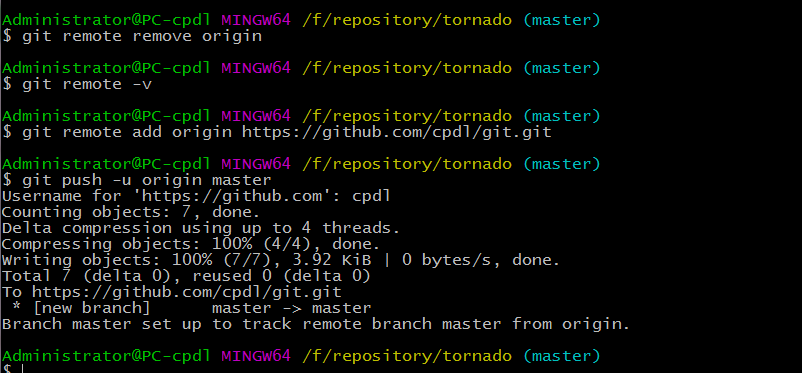 Administrator@PC-cpdl MINGW64 /f/repository/tornado (master)
$ git remote remove origin
Administrator@PC-cpdl MINGW64 /f/repository/tornado (master)
$ git remote -v
Administrator@PC-cpdl MINGW64 /f/repository/tornado (master)
$ git remote add origin https://github.com/cpdl/git.git
Administrator@PC-cpdl MINGW64 /f/repository/tornado (master)
$ git push -u origin master
Username for 'https://github.com': cpdl
Counting objects: 7, done.
Delta compression using up to 4 threads.
Compressing objects: 100% (4/4), done.
Writing objects: 100% (7/7), 3.92 KiB | 0 bytes/s, done.
Total 7 (delta 0), reused 0 (delta 0)
To https://github.com/cpdl/git.git
 * [new branch]      master -> master
Branch master set up to track remote branch master from origin.
Administrator@PC-cpdl MINGW64 /f/repository/tornado (master)
$